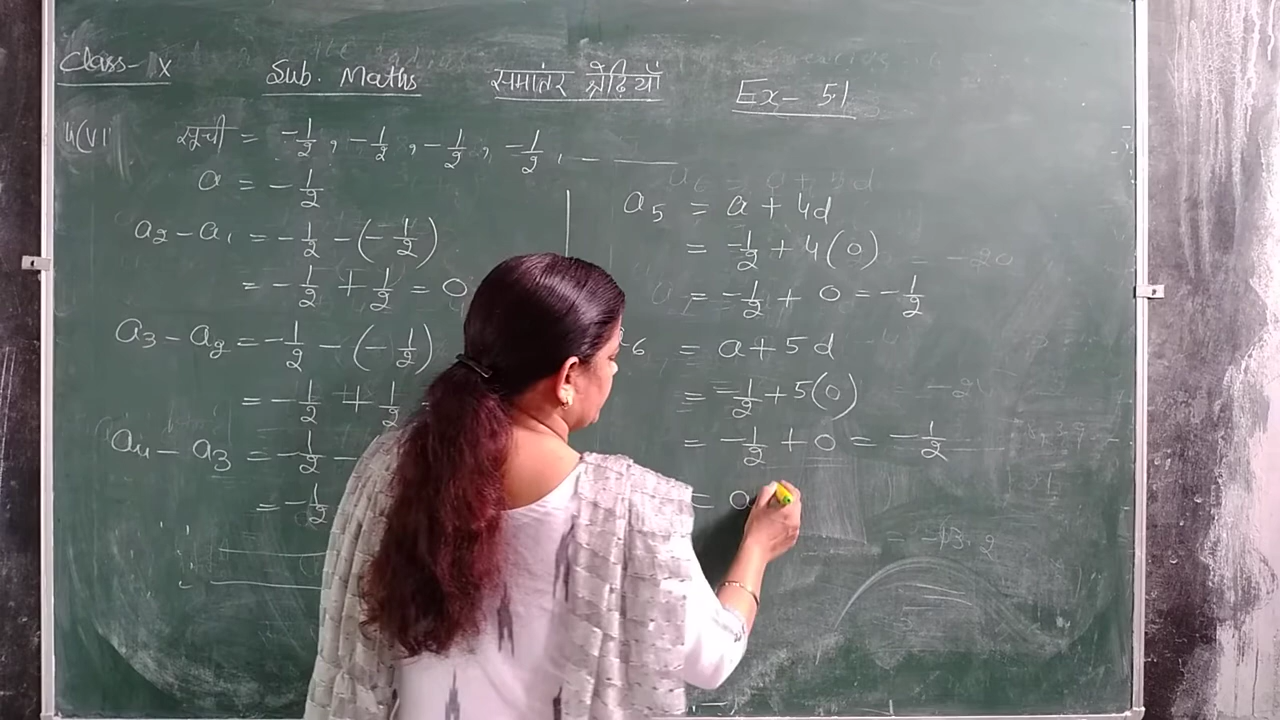 Class- X Sub. Maths समांतर श्रेढ़ियाँ Ex- 5.1
4(VI) सूची = -1/2, -1/2, -1/2, -1/2, - ___
a = -1/2
a2 - a1 = -1/2 - (-1/2)
= -1/2 + 1/2 = 0
a3 - a2 = -1/2 - (-1/2)
= -1/2 + 1/2
a4 - a3 = -1/2 -
= -1/2
a5 = a + 4d
= -1/2 + 4(0)
= -1/2 + 0 = -1/2
6 = a + 5d
= -1/2 + 5(0)
= -1/2 + 0 = -1/2
= a